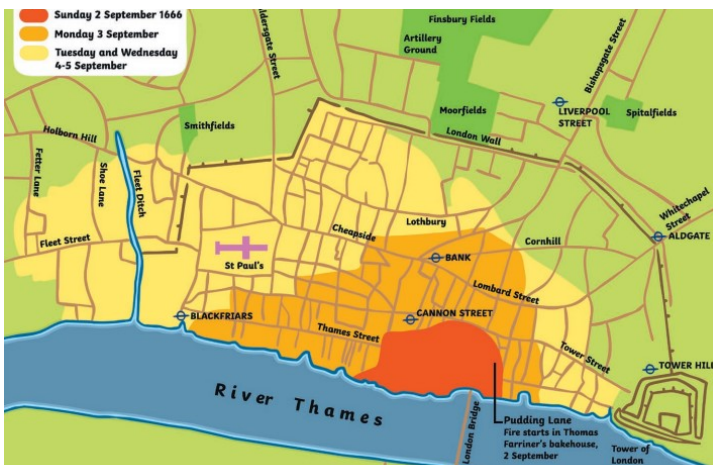 Sunday 2 September 1666
Monday 3 September
Tuesday and Wednesday
4-5 September
Finsbury Fields
Artillery
Ground
Bishopsgate Street
ldersgate Street
Moorfields
LIVERPOOL
STREET
Spitalfields
Smithfields
Holborn Hill
London Wall
Fetter Lane
Shoe Lane
Fleet Ditch
Whitechapel
Street
ALDGATE
Lothbury
Cheapside
Cornhill
Fleet Street
St Paul's
BANK
Lombard Street
BLACKFRIARS
CANNON STREET
Thames Street
Tower Street
TOWER HILL
River Thames
London Bridge
Pudding Lane
Fire starts in Thomas
Farriner's bakehouse,
2 September
Tower of
London